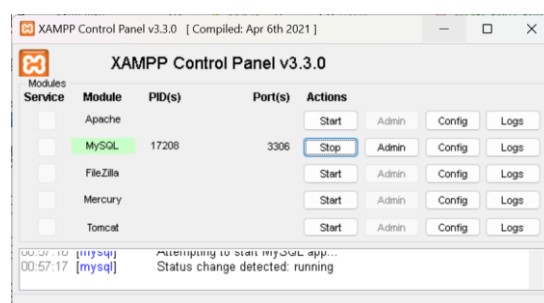 XAMPP Control Panel v3.3.0 [ Compiled: Apr 6th 2021 ]
XAMPP Control Panel v3.3.0
Modules
Service Module PID(s) Port(s) Actions
Apache Start Admin Config Logs
MySQL 17208 3306 Stop Admin Config Logs
FileZilla Start Admin Config Logs
Mercury Start Admin Config Logs
Tomcat Start Admin Config Logs
00:57:16 [mysql] Attempting to start MySQL app...
00:57:17 [mysql] Status change detected: running